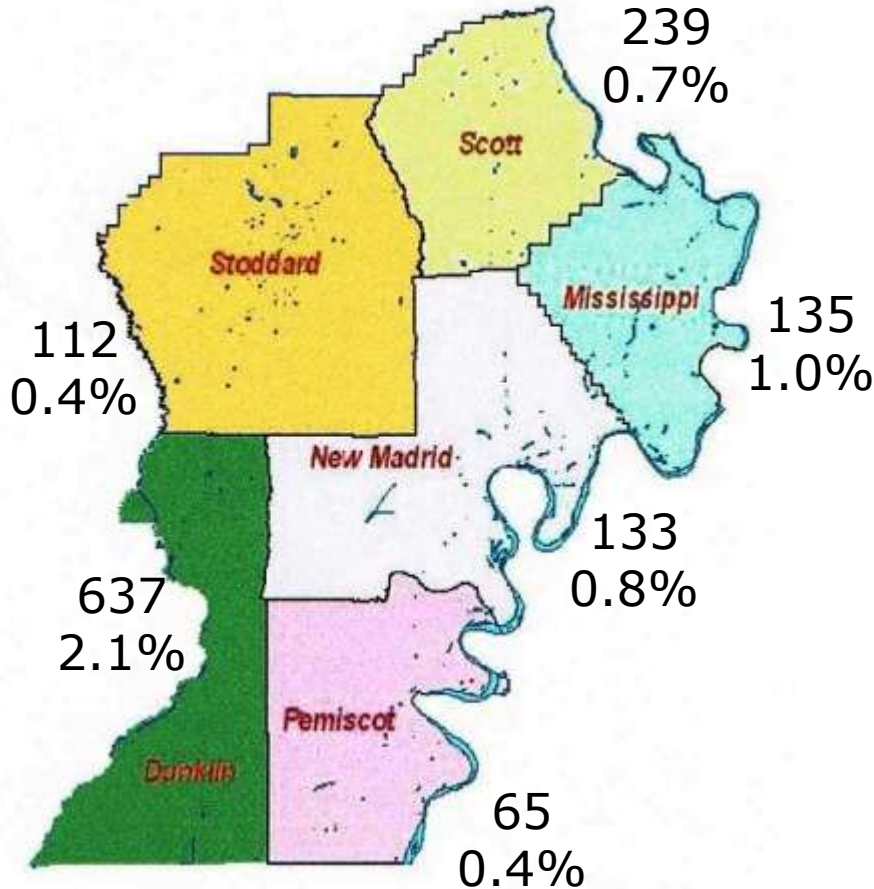 239
0.7%
Scott
Stoddard
Mississippi
135
1.0%
112
0.4%
New Madrid
133
0.8%
637
2.1%
Pemiscot
Dunklin
65
0.4%